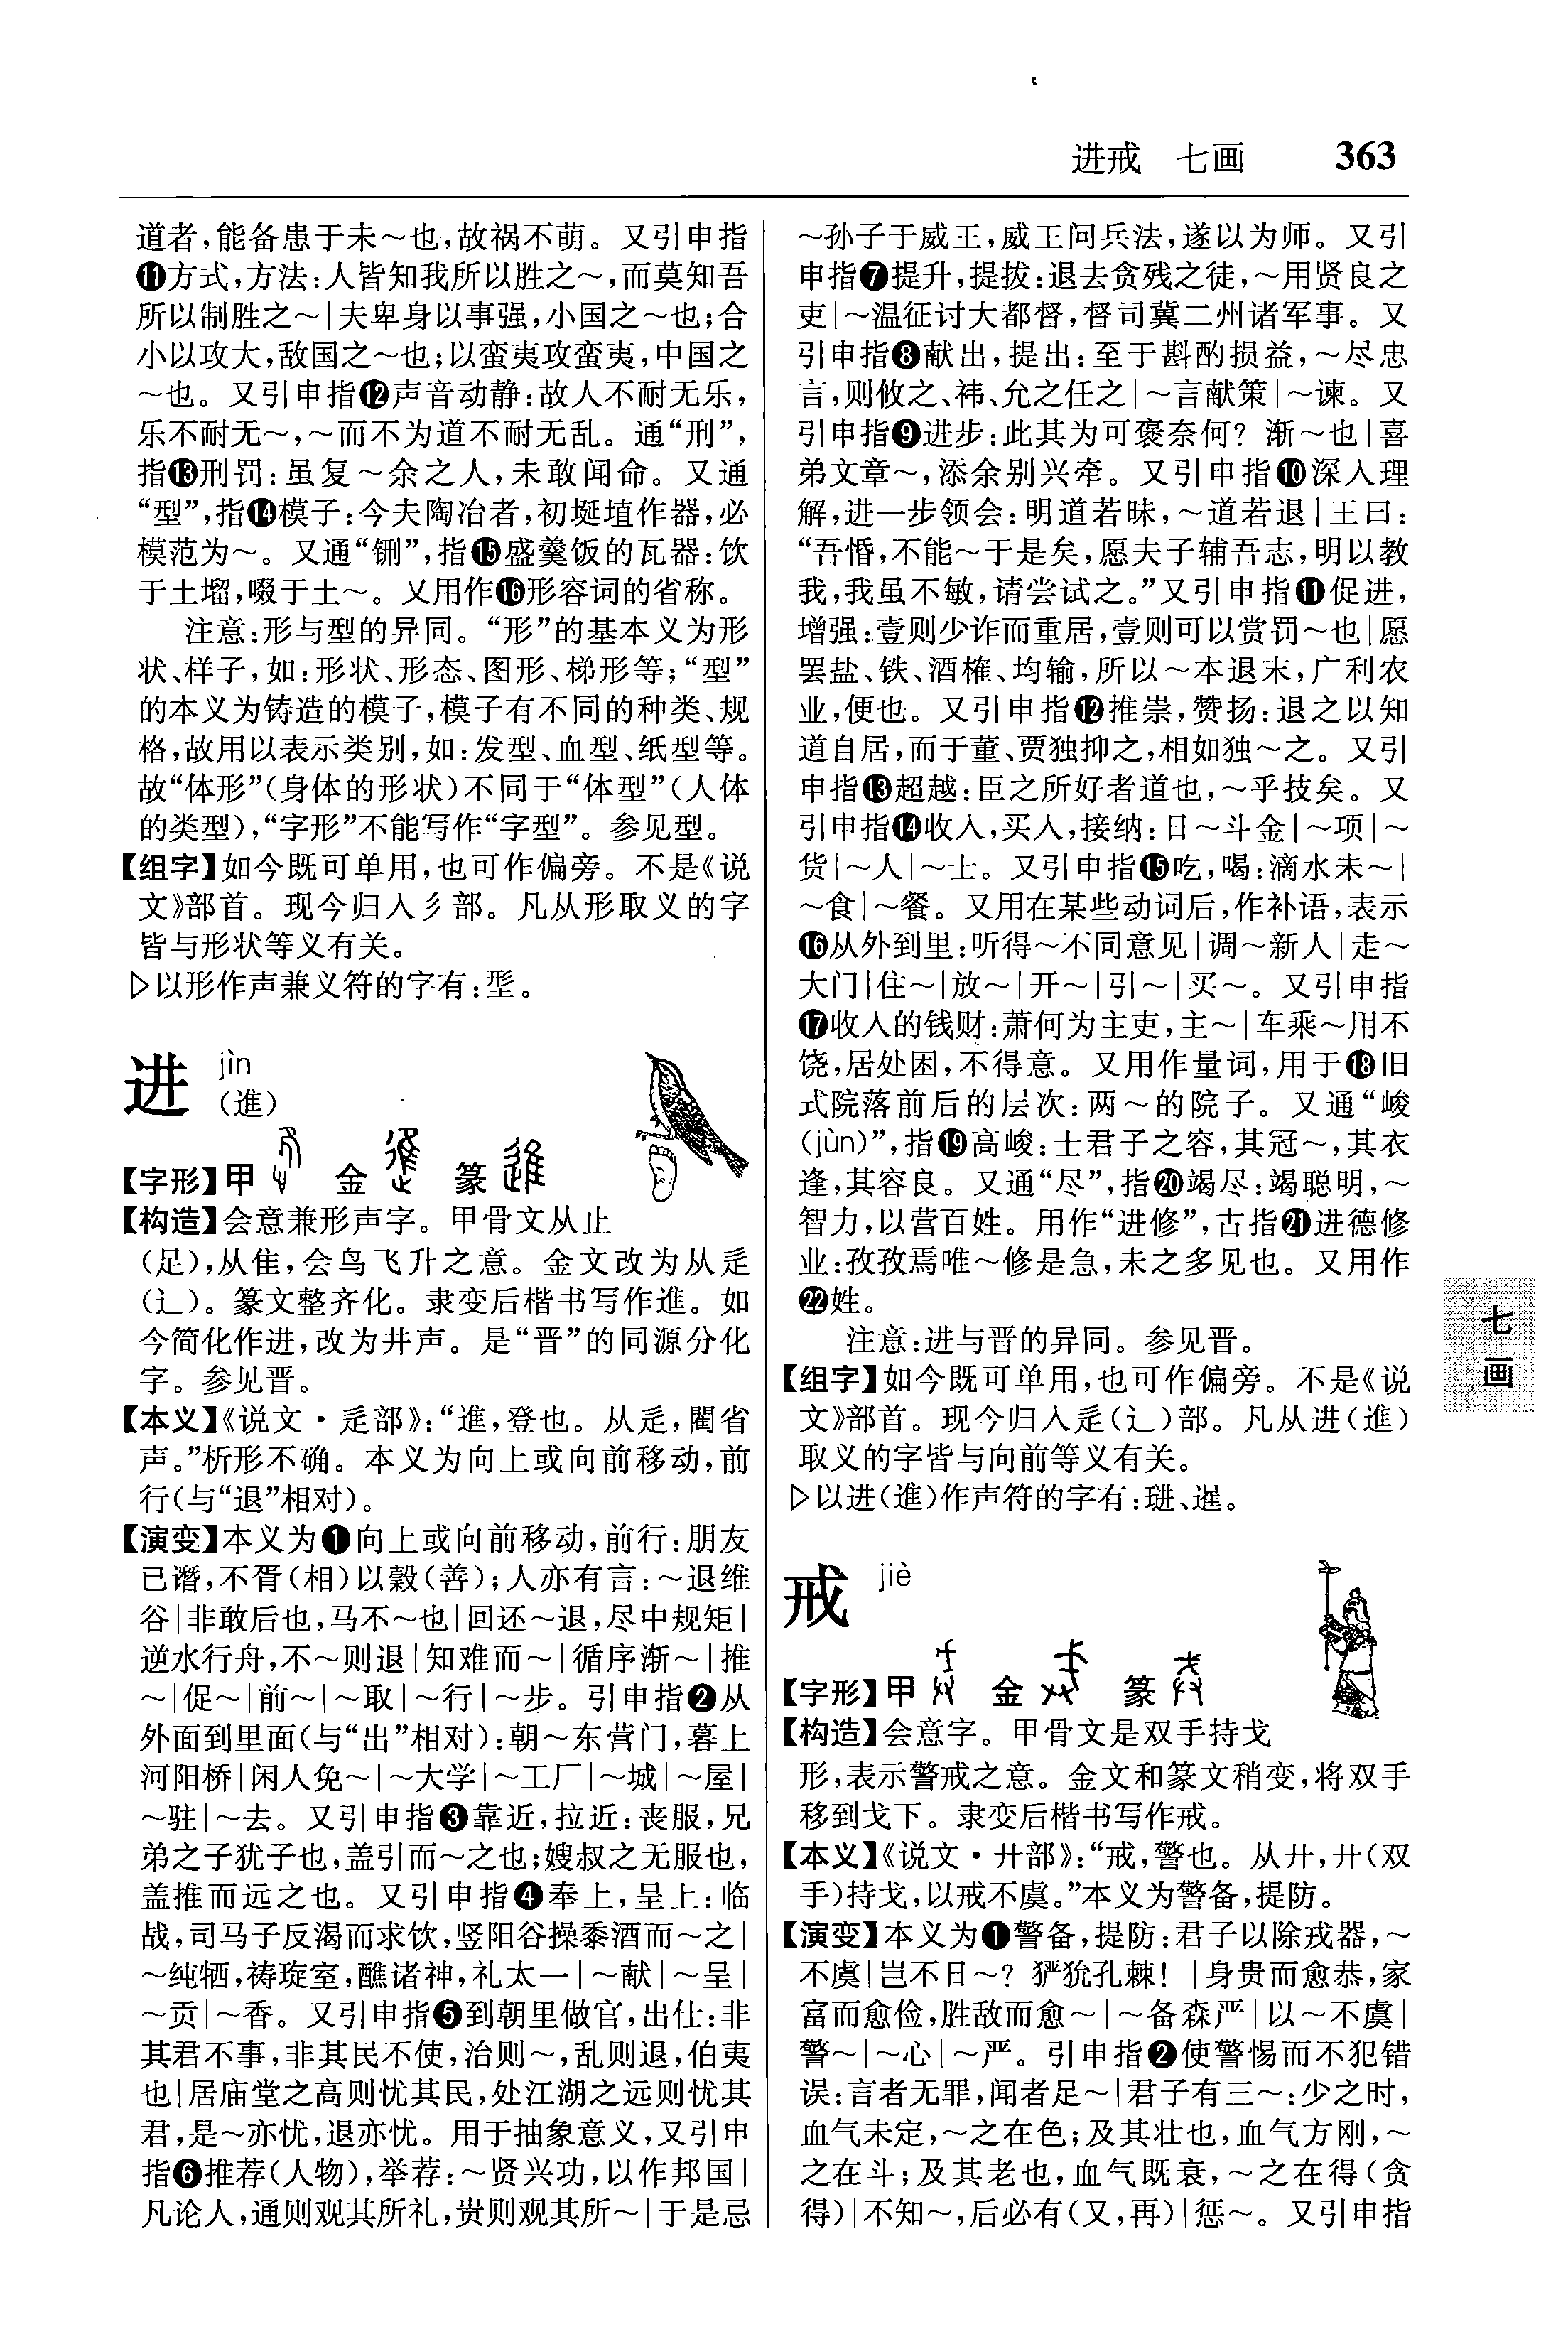 进戒　七画　363
道者，能备患于未～也，故祸不萌。又引申指
⓫方式，方法：人皆知我所以胜之～，而莫知吾
所以制胜之～|夫卑身以事强，小国之～也；合
小以攻大，敌国之～也；以蛮夷攻蛮夷，中国之
～也。又引申指⓬声音动静：故人不耐无乐，
乐不耐无～，～而不为道不耐无乱。通“刑”，
指⓭刑罚：虽复～余之人，未敢闻命。又通
“型”，指⓮模子：今夫陶冶者，初埏埴作器，必
模范为～。又通“铏”，指⓯盛羹饭的瓦器：饮
于土塯，啜于土～。又用作⓰形容词的省称。
注意：形与型的异同。“形”的基本义为形
状、样子，如：形状、形态、图形、梯形等；“型”
的本义为铸造的模子，模子有不同的种类、规
格，故用以表示类别，如：发型、血型、纸型等。
故“体形”（身体的形状）不同于“体型”（人体
的类型），“字形”不能写作“字型”。参见型。
【组字】如今既可单用，也可作偏旁。不是《说
文》部首。现今归入彡部。凡从形取义的字
皆与形状等义有关。
▷以形作声兼义符的字有：型。
进 jìn
（進）
【字形】甲　金　篆
【构造】会意兼形声字。甲骨文从止
（足），从隹，会鸟飞升之意。金文改为从辵
（辶）。篆文整齐化。隶变后楷书写作進。如
今简化作进，改为井声。是“晋”的同源分化
字。参见晋。
【本义】《说文·辵部》：“進，登也。从辵，閵省
声。”析形不确。本义为向上或向前移动，前
行（与“退”相对）。
【演变】本义为❶向上或向前移动，前行：朋友
已谮，不胥（相）以穀（善）；人亦有言：～退维
谷|非敢后也，马不～也|回还～退，尽中规矩|
逆水行舟，不～则退|知难而～|循序渐～|推
～|促～|前～|～取|～行|～步。引申指❷从
外面到里面（与“出”相对）：朝～东营门，暮上
河阳桥|闲人免～|～大学|～工厂|～城|～屋|
～驻|～去。又引申指❸靠近，拉近：丧服，兄
弟之子犹子也，盖引而～之也；嫂叔之无服也，
盖推而远之也。又引申指❹奉上，呈上：临
战，司马子反渴而求饮，竖阳谷操黍酒而～之|
～纯牺，祷琁室，醮诸神，礼太一|～献|～呈|
～贡|～香。又引申指❺到朝里做官，出仕：非
其君不事，非其民不使，治则～，乱则退，伯夷
也|居庙堂之高则忧其民，处江湖之远则忧其
君，是～亦忧，退亦忧。用于抽象意义，又引申
指❻推荐（人物），举荐：～贤兴功，以作邦国|
凡论人，通则观其所礼，贵则观其所～|于是忌
～孙子于威王，威王问兵法，遂以为师。又引
申指❼提升，提拔：退去贪残之徒，～用贤良之
吏|～温征讨大都督，督司冀二州诸军事。又
引申指❽献出，提出：至于斟酌损益，～尽忠
言，则攸之、祎、允之任之|～言献策|～谏。又
引申指❾进步：此其为可褒奈何？渐～也|喜
弟文章～，添余别兴牵。又引申指❿深入理
解，进一步领会：明道若昧，～道若退|王曰：
“吾惛，不能～于是矣，愿夫子辅吾志，明以教
我，我虽不敏，请尝试之。”又引申指⓫促进，
增强：壹则少诈而重居，壹则可以赏罚～也|愿
罢盐、铁、酒榷、均输，所以～本退末，广利农
业，便也。又引申指⓬推崇，赞扬：退之以知
道自居，而于董、贾独抑之，相如独～之。又引
申指⓭超越：臣之所好者道也，～乎技矣。又
引申指⓮收入，买入，接纳：日～斗金|～项|～
货|～人|～士。又引申指⓯吃，喝：滴水未～|
～食|～餐。又用在某些动词后，作补语，表示
⓰从外到里：听得～不同意见|调～新人|走～
大门|住～|放～|开～|引～|买～。又引申指
⓱收入的钱财：萧何为主吏，主～|车乘～用不
饶，居处困，不得意。又用作量词，用于⓲旧
式院落前后的层次：两～的院子。又通“峻
（jùn）”，指⓳高峻：士君子之容，其冠～，其衣
逢，其容良。又通“尽”，指⓴竭尽：竭聪明，～
智力，以营百姓。用作“进修”，古指㉑进德修
业：孜孜焉唯～修是急，未之多见也。又用作
㉒姓。
注意：进与晋的异同。参见晋。
【组字】如今既可单用，也可作偏旁。不是《说
文》部首。现今归入辵（辶）部。凡从进（進）
取义的字皆与向前等义有关。
▷以进（進）作声符的字有：琎、暹。
戒 jiè
【字形】甲　金　篆
【构造】会意字。甲骨文是双手持戈
形，表示警戒之意。金文和篆文稍变，将双手
移到戈下。隶变后楷书写作戒。
【本义】《说文·廾部》：“戒，警也。从廾，廾（双
手）持戈，以戒不虞。”本义为警备，提防。
【演变】本义为❶警备，提防：君子以除戎器，～
不虞|岂不日～？𤞤狁孔棘！|身贵而愈恭，家
富而愈俭，胜敌而愈～|～备森严|以～不虞|
警～|～心|～严。引申指❷使警惕而不犯错
误：言者无罪，闻者足～|君子有三～：少之时，
血气未定，～之在色；及其壮也，血气方刚，～
之在斗；及其老也，血气既衰，～之在得（贪
得）|不知～，后必有（又，再）|惩～。又引申指
七
画